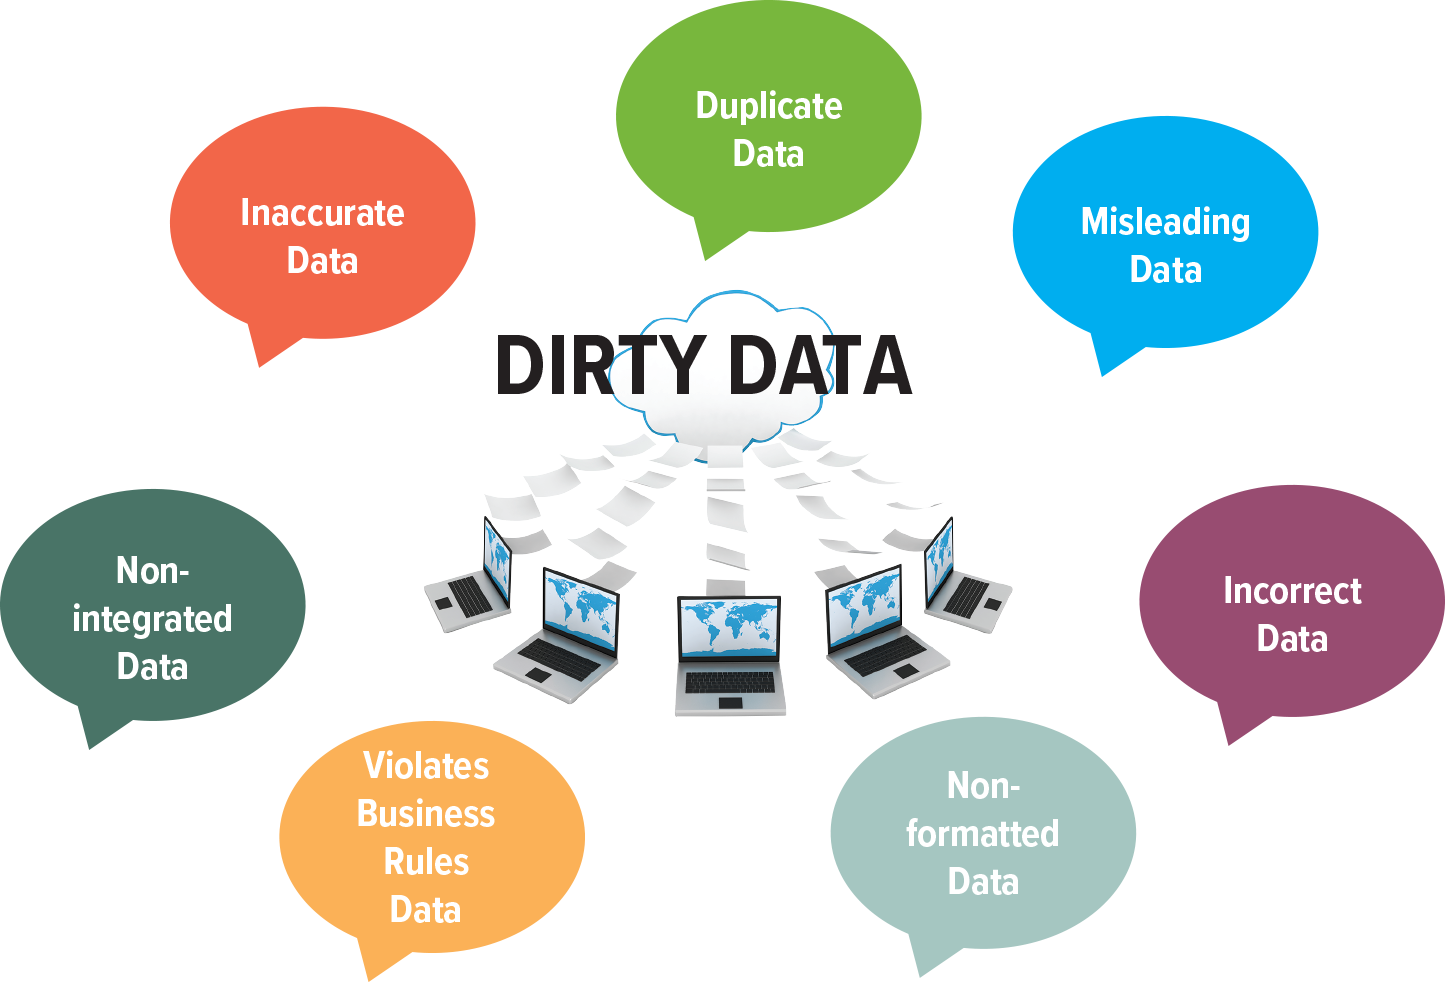 Duplicate
Data
Inaccurate
Data
Misleading
Data
DIRTY DATA
Non-
integrated
Data
Incorrect
Data
Violates
Business
Rules
Data
Non-
formatted
Data